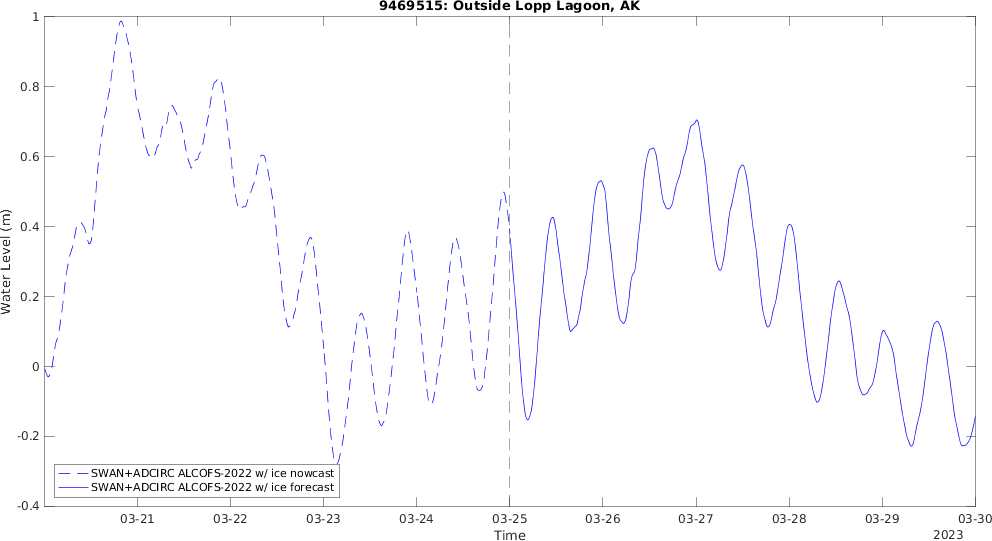 9469515: Outside Lopp Lagoon, AK
1
0.8
0.6
0.4
0.2
0
-0.2
-0.4
Water Level (m)
SWAN+ADCIRC ALCOFS-2022 w/ ice nowcast
SWAN+ADCIRC ALCOFS-2022 w/ ice forecast
03-21 03-22 03-23 03-24 03-25 03-26 03-27 03-28 03-29 03-30
Time
2023